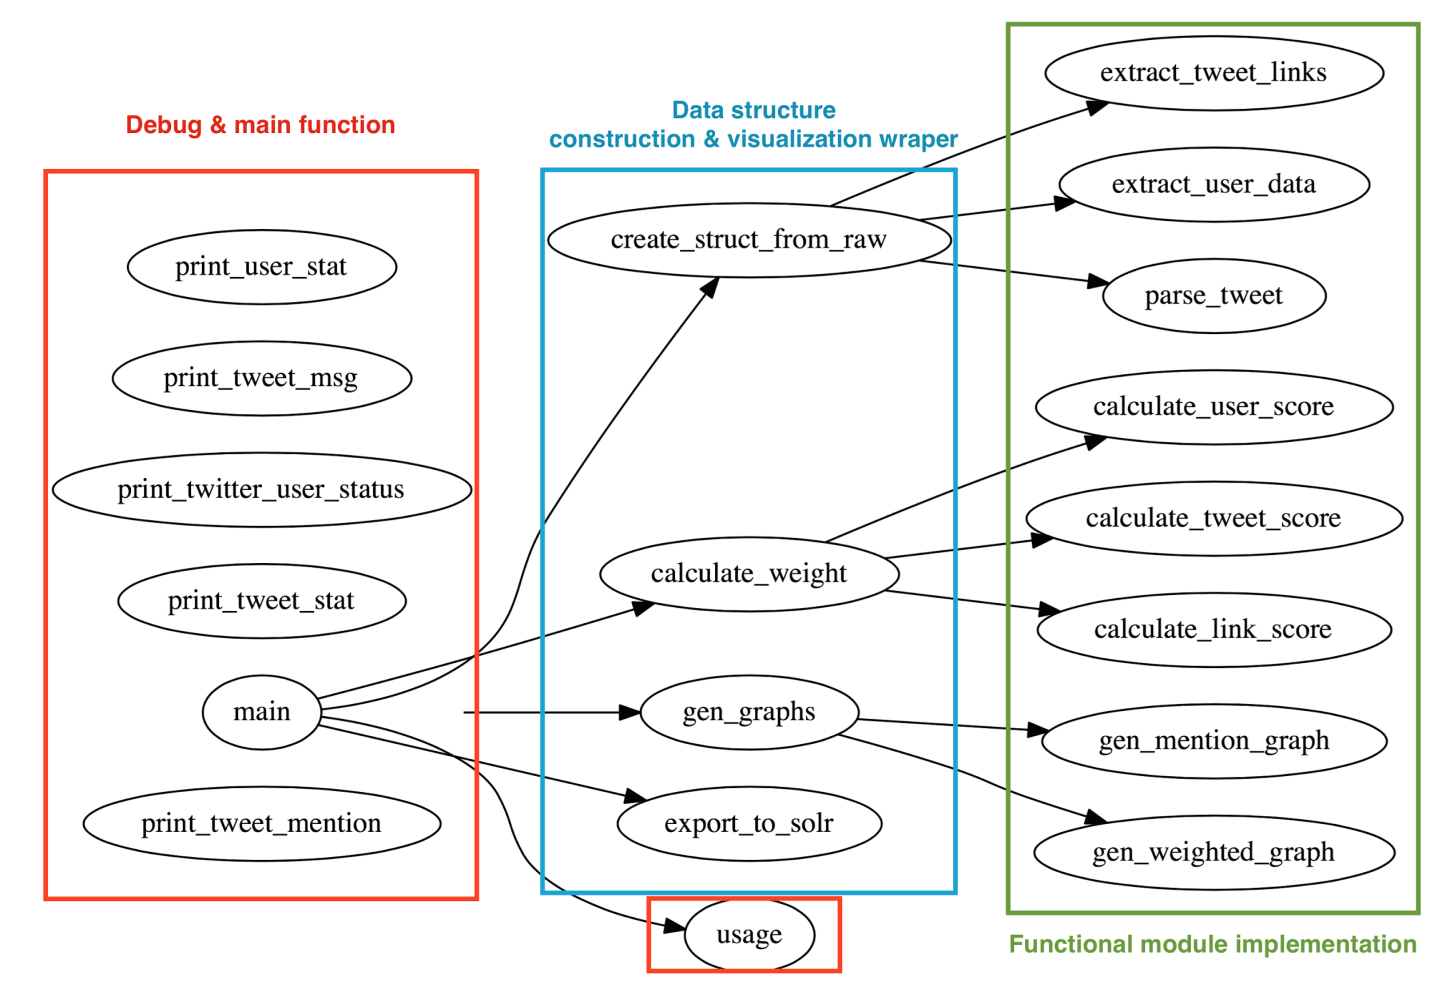 Debug & main function
print_user_stat
print_tweet_msg
print_twitter_user_status
print_tweet_stat
main
print_tweet_mention
Data structure
construction & visualization wraper
create_struct_from_raw
calculate_weight
gen_graphs
export_to_solr
usage
extract_tweet_links
extract_user_data
parse_tweet
calculate_user_score
calculate_tweet_score
calculate_link_score
gen_mention_graph
gen_weighted_graph
Functional module implementation